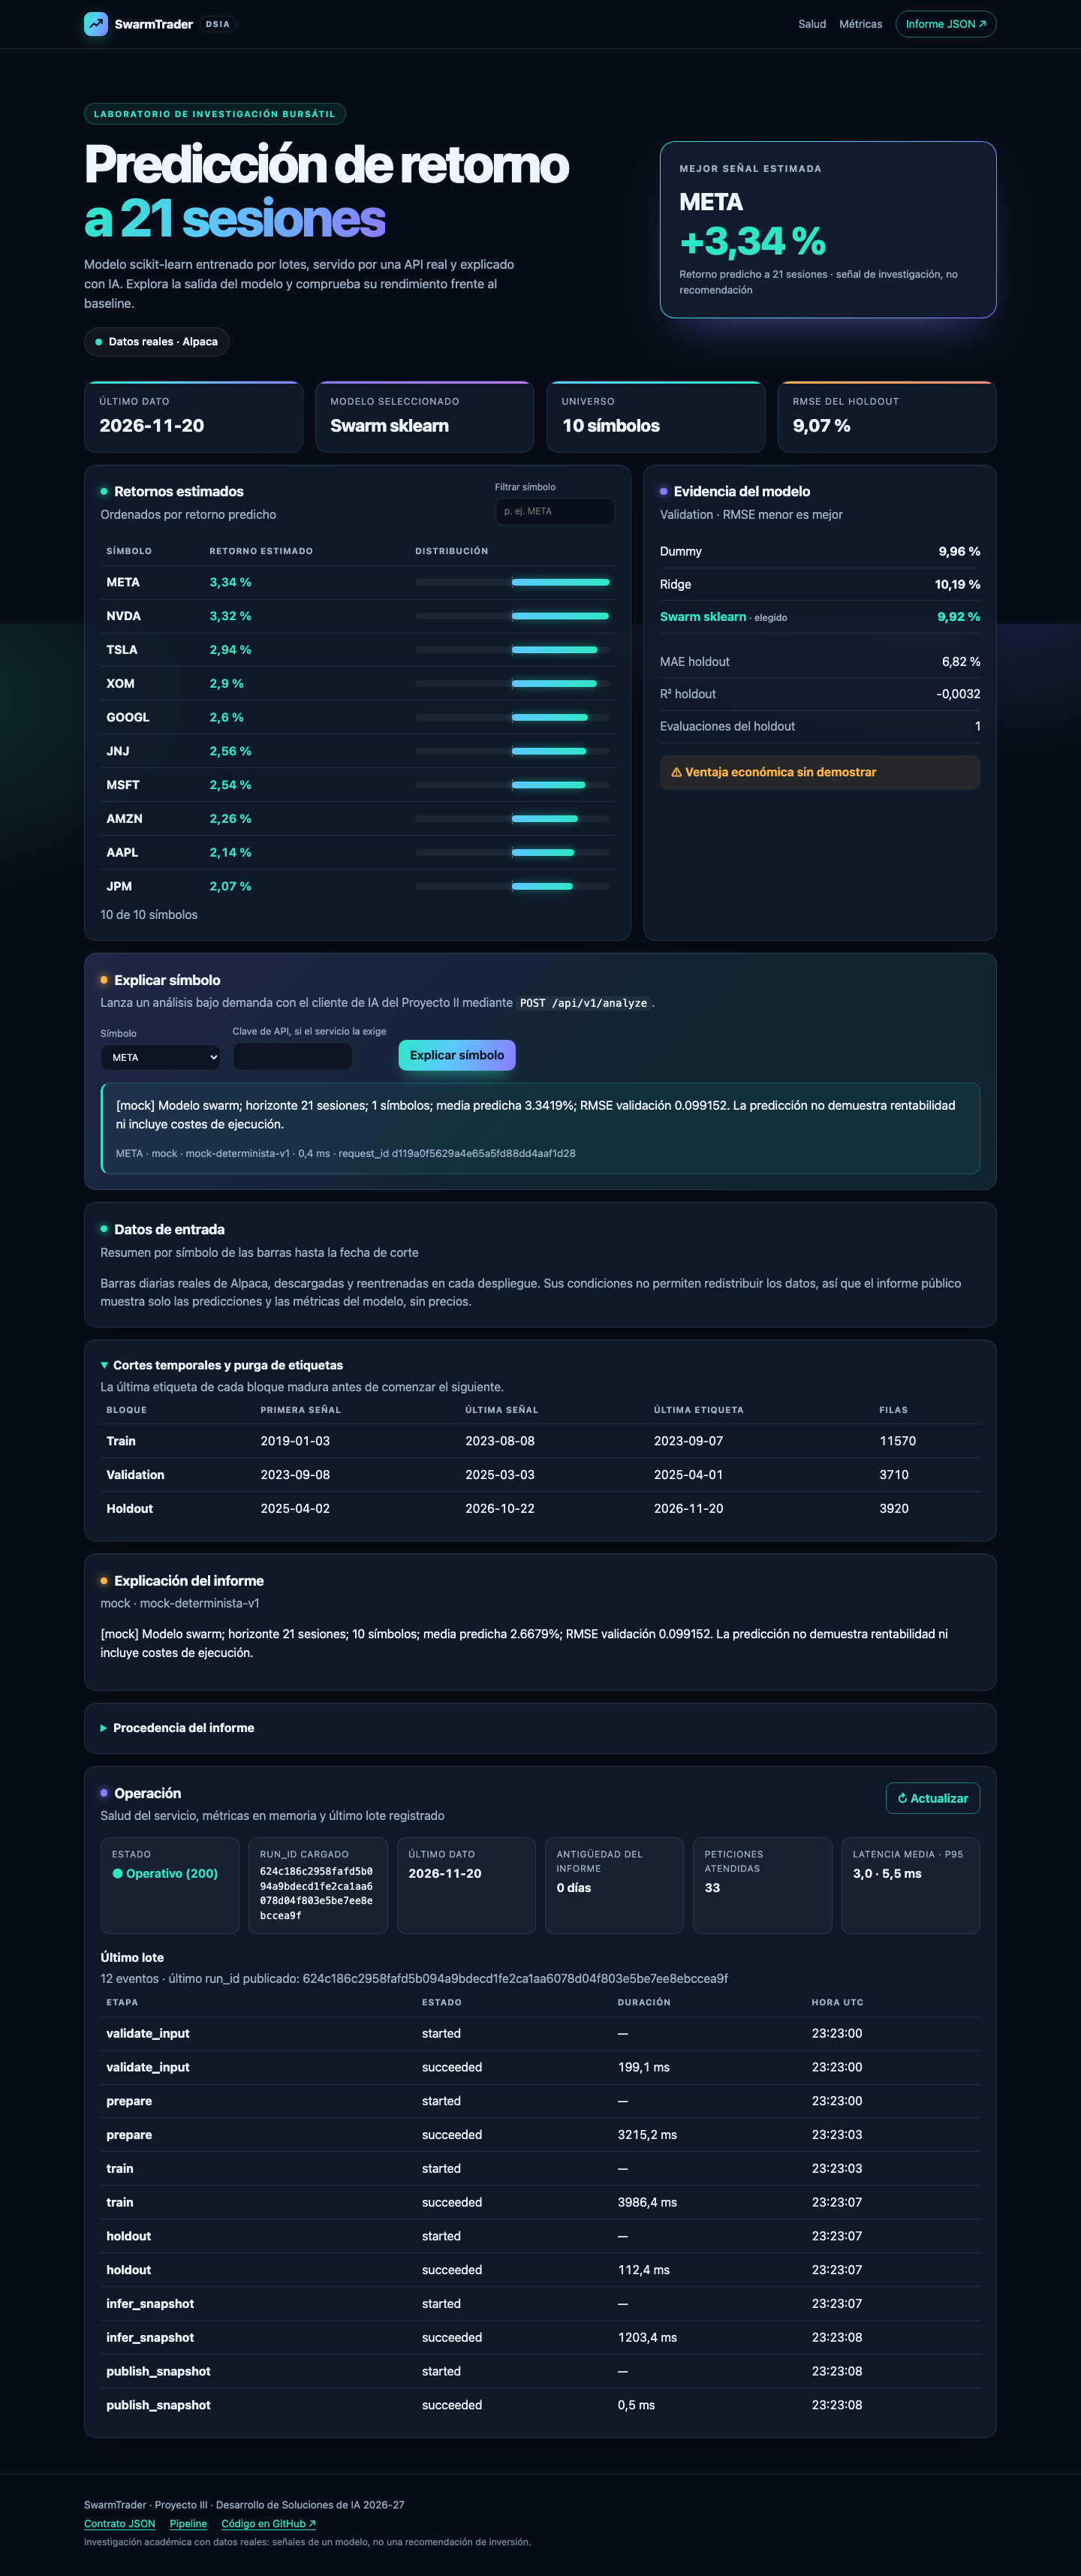 SwarmTrader DSIA
Salud Métricas Informe JSON ↗
LABORATORIO DE INVESTIGACIÓN BURSÁTIL
Predicción de retorno
a 21 sesiones
Modelo scikit-learn entrenado por lotes, servido por una API real y explicado
con IA. Explora la salida del modelo y comprueba su rendimiento frente al
baseline.
Datos reales · Alpaca
MEJOR SEÑAL ESTIMADA
META
+3,34 %
Retorno predicho a 21 sesiones · señal de investigación, no
recomendación
ÚLTIMO DATO
2026-11-20
MODELO SELECCIONADO
Swarm sklearn
UNIVERSO
10 símbolos
RMSE DEL HOLDOUT
9,07 %
Retornos estimados
Ordenados por retorno predicho
Filtrar símbolo
p. ej. META
SÍMBOLO RETORNO ESTIMADO DISTRIBUCIÓN
META 3,34 %
NVDA 3,32 %
TSLA 2,94 %
XOM 2,9 %
GOOGL 2,6 %
JNJ 2,56 %
MSFT 2,54 %
AMZN 2,26 %
AAPL 2,14 %
JPM 2,07 %
10 de 10 símbolos
Evidencia del modelo
Validation · RMSE menor es mejor
Dummy 9,96 %
Ridge 10,19 %
Swarm sklearn · elegido 9,92 %
MAE holdout 6,82 %
R² holdout -0,0032
Evaluaciones del holdout 1
⚠ Ventaja económica sin demostrar
Explicar símbolo
Lanza un análisis bajo demanda con el cliente de IA del Proyecto II mediante POST /api/v1/analyze.
Símbolo
META
Clave de API, si el servicio la exige
Explicar símbolo
[mock] Modelo swarm; horizonte 21 sesiones; 1 símbolos; media predicha 3.3419%; RMSE validación 0.099152. La predicción no demuestra rentabilidad
ni incluye costes de ejecución.
META · mock · mock-determinista-v1 · 0,4 ms · request_id d119a0f5629a4e65a5fd88dd4aaf1d28
Datos de entrada
Resumen por símbolo de las barras hasta la fecha de corte
Barras diarias reales de Alpaca, descargadas y reentrenadas en cada despliegue. Sus condiciones no permiten redistribuir los datos, así que el informe público
muestra solo las predicciones y las métricas del modelo, sin precios.
▼ Cortes temporales y purga de etiquetas
La última etiqueta de cada bloque madura antes de comenzar el siguiente.
BLOQUE PRIMERA SEÑAL ÚLTIMA SEÑAL ÚLTIMA ETIQUETA FILAS
Train 2019-01-03 2023-08-08 2023-09-07 11570
Validation 2023-09-08 2025-03-03 2025-04-01 3710
Holdout 2025-04-02 2026-10-22 2026-11-20 3920
Explicación del informe
mock · mock-determinista-v1
[mock] Modelo swarm; horizonte 21 sesiones; 10 símbolos; media predicha 2.6679%; RMSE validación 0.099152. La predicción no demuestra rentabilidad ni
incluye costes de ejecución.
▶ Procedencia del informe
Operación
Salud del servicio, métricas en memoria y último lote registrado
↻ Actualizar
ESTADO
Operativo (200)
RUN_ID CARGADO
624c186c2958fafd5b0
94a9bdecd1fe2ca1aa6
078d04f803e5be7ee8e
bccea9f
ÚLTIMO DATO
2026-11-20
ANTIGÜEDAD DEL
INFORME
0 días
PETICIONES
ATENDIDAS
33
LATENCIA MEDIA · P95
3,0 · 5,5 ms
Último lote
12 eventos · último run_id publicado: 624c186c2958fafd5b094a9bdecd1fe2ca1aa6078d04f803e5be7ee8ebccea9f
ETAPA ESTADO DURACIÓN HORA UTC
validate_input started — 23:23:00
validate_input succeeded 199,1 ms 23:23:00
prepare started — 23:23:00
prepare succeeded 3215,2 ms 23:23:03
train started — 23:23:03
train succeeded 3986,4 ms 23:23:07
holdout started — 23:23:07
holdout succeeded 112,4 ms 23:23:07
infer_snapshot started — 23:23:07
infer_snapshot succeeded 1203,4 ms 23:23:08
publish_snapshot started — 23:23:08
publish_snapshot succeeded 0,5 ms 23:23:08
SwarmTrader · Proyecto III · Desarrollo de Soluciones de IA 2026-27
Contrato JSON Pipeline Código en GitHub ↗
Investigación académica con datos reales: señales de un modelo, no una recomendación de inversión.